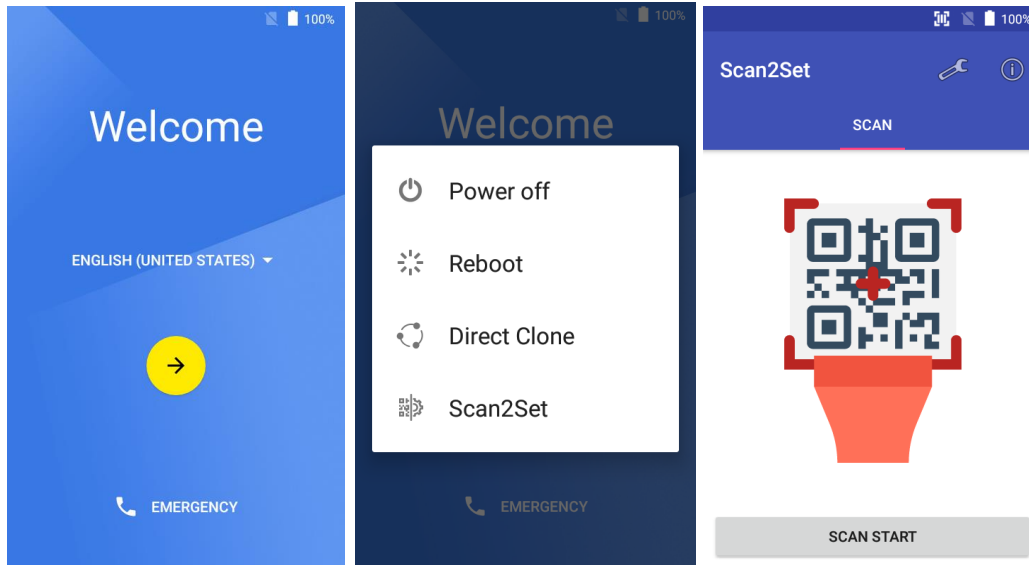 100%
Welcome
ENGLISH (UNITED STATES)
EMERGENCY
100%
Welcome
Power off
Reboot
Direct Clone
Scan2Set
EMERGENCY
100%
Scan2Set
SCAN
SCAN START